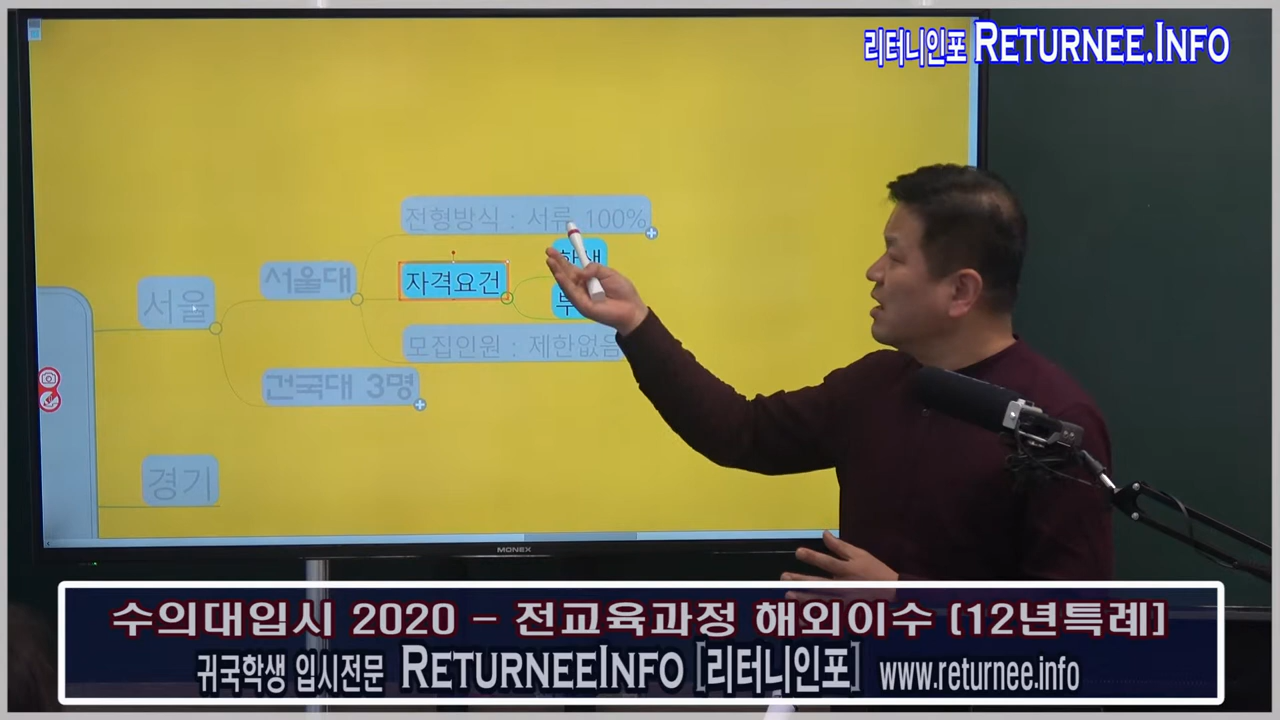 리터니인포 RETURNEE.INFO
전형방식 : 서류 100%
서울대
자격요건
서울
모집인원 : 제한없음
건국대 3명
경기
MONEX
수의대입시 2020 - 전교육과정 해외이수 [12년특례]
귀국학생 입시전문 RETURNEEINFO [리터니인포] www.returnee.info